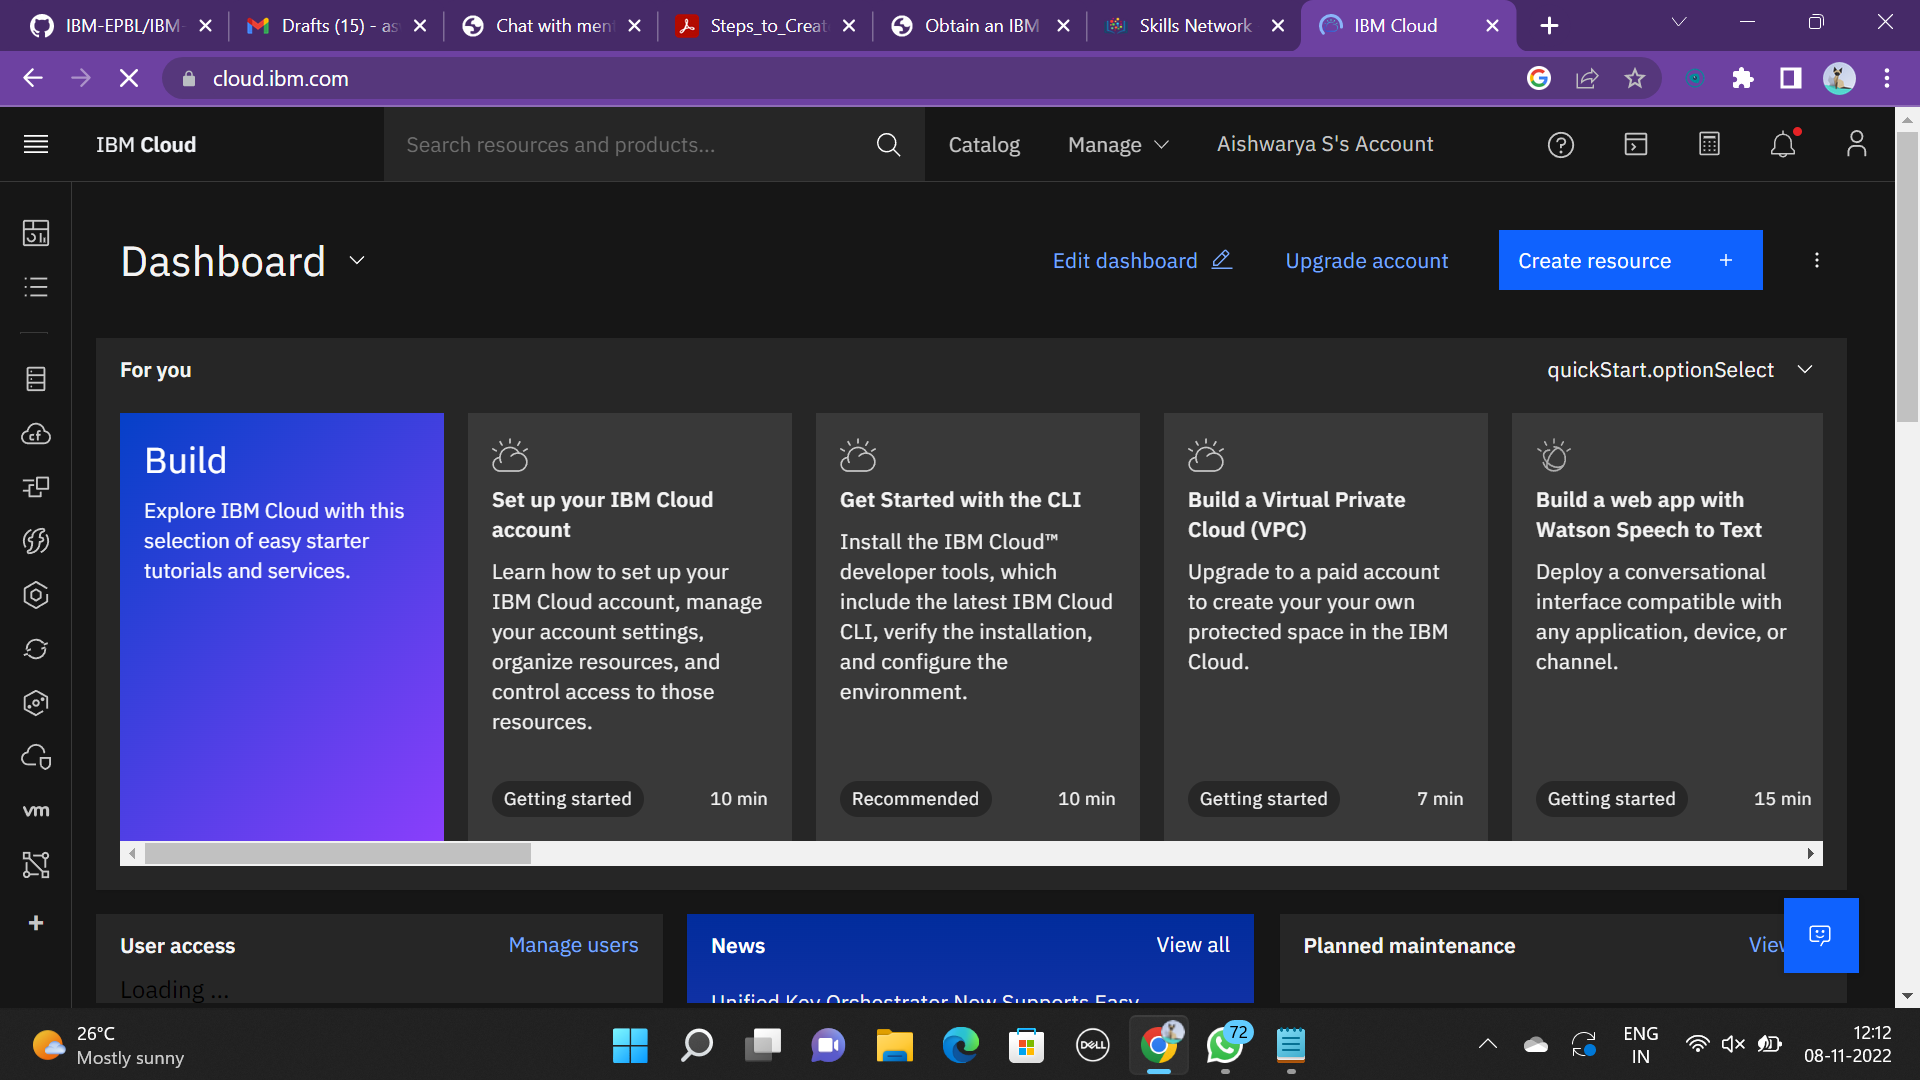 IBM-EPBL/IBM-
Drafts (15) - as
Chat with men
Steps_to_Creat
Obtain an IBM
Skills Network
IBM Cloud
cloud.ibm.com
IBM Cloud
Search resources and products...
Catalog
Manage
Aishwarya S's Account
Dashboard
Edit dashboard
Upgrade account
Create resource +
For you
quickStart.optionSelect
Build
Explore IBM Cloud with this
selection of easy starter
tutorials and services.
Set up your IBM Cloud
account
Learn how to set up your
IBM Cloud account, manage
your account settings,
organize resources, and
control access to those
resources.
Getting started
10 min
Get Started with the CLI
Install the IBM Cloud™
developer tools, which
include the latest IBM Cloud
CLI, verify the installation,
and configure the
environment.
Recommended
10 min
Build a Virtual Private
Cloud (VPC)
Upgrade to a paid account
to create your your own
protected space in the IBM
Cloud.
Getting started
7 min
Build a web app with
Watson Speech to Text
Deploy a conversational
interface compatible with
any application, device, or
channel.
Getting started
15 min
cf
vm
User access
Manage users
Loading ...
News
View all
Unified Key Orchestrator Now Supports Easy
Planned maintenance
View
26°C
Mostly sunny
DELL
72
ENG
IN
12:12
08-11-2022